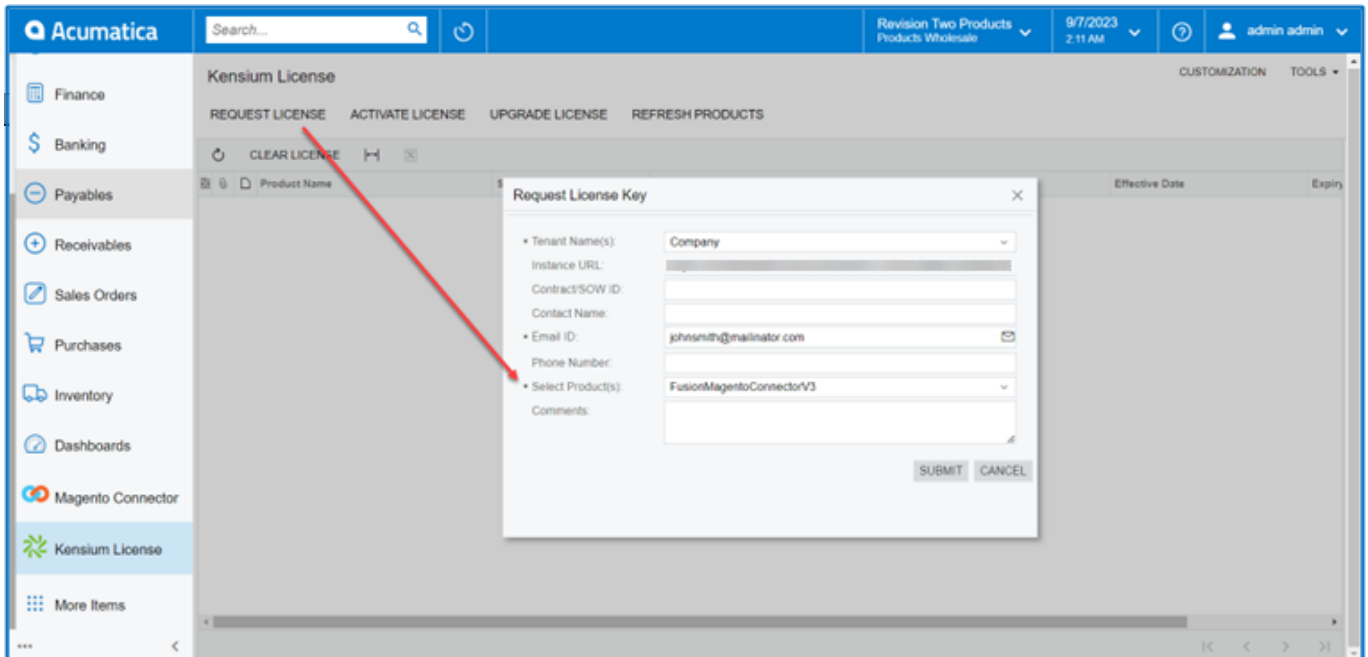 Acumatica
Search...
Revision Two Products
Products Wholesale
9/7/2023
2:11 AM
admin admin
Finance
Banking
Payables
Receivables
Sales Orders
Purchases
Inventory
Dashboards
Magento Connector
Kensium License
More Items
Kensium License
CUSTOMIZATION TOOLS
REQUEST LICENSE ACTIVATE LICENSE UPGRADE LICENSE REFRESH PRODUCTS
CLEAR LICENSE
Product Name S Effective Date Expiry
Request License Key
Tenant Name(s): Company
Instance URL:
Contract/SOW ID:
Contact Name:
Email ID: johnsmith@mailinator.com
Phone Number:
Select Product(s): FusionMagentoConnectorV3
Comments:
SUBMIT CANCEL